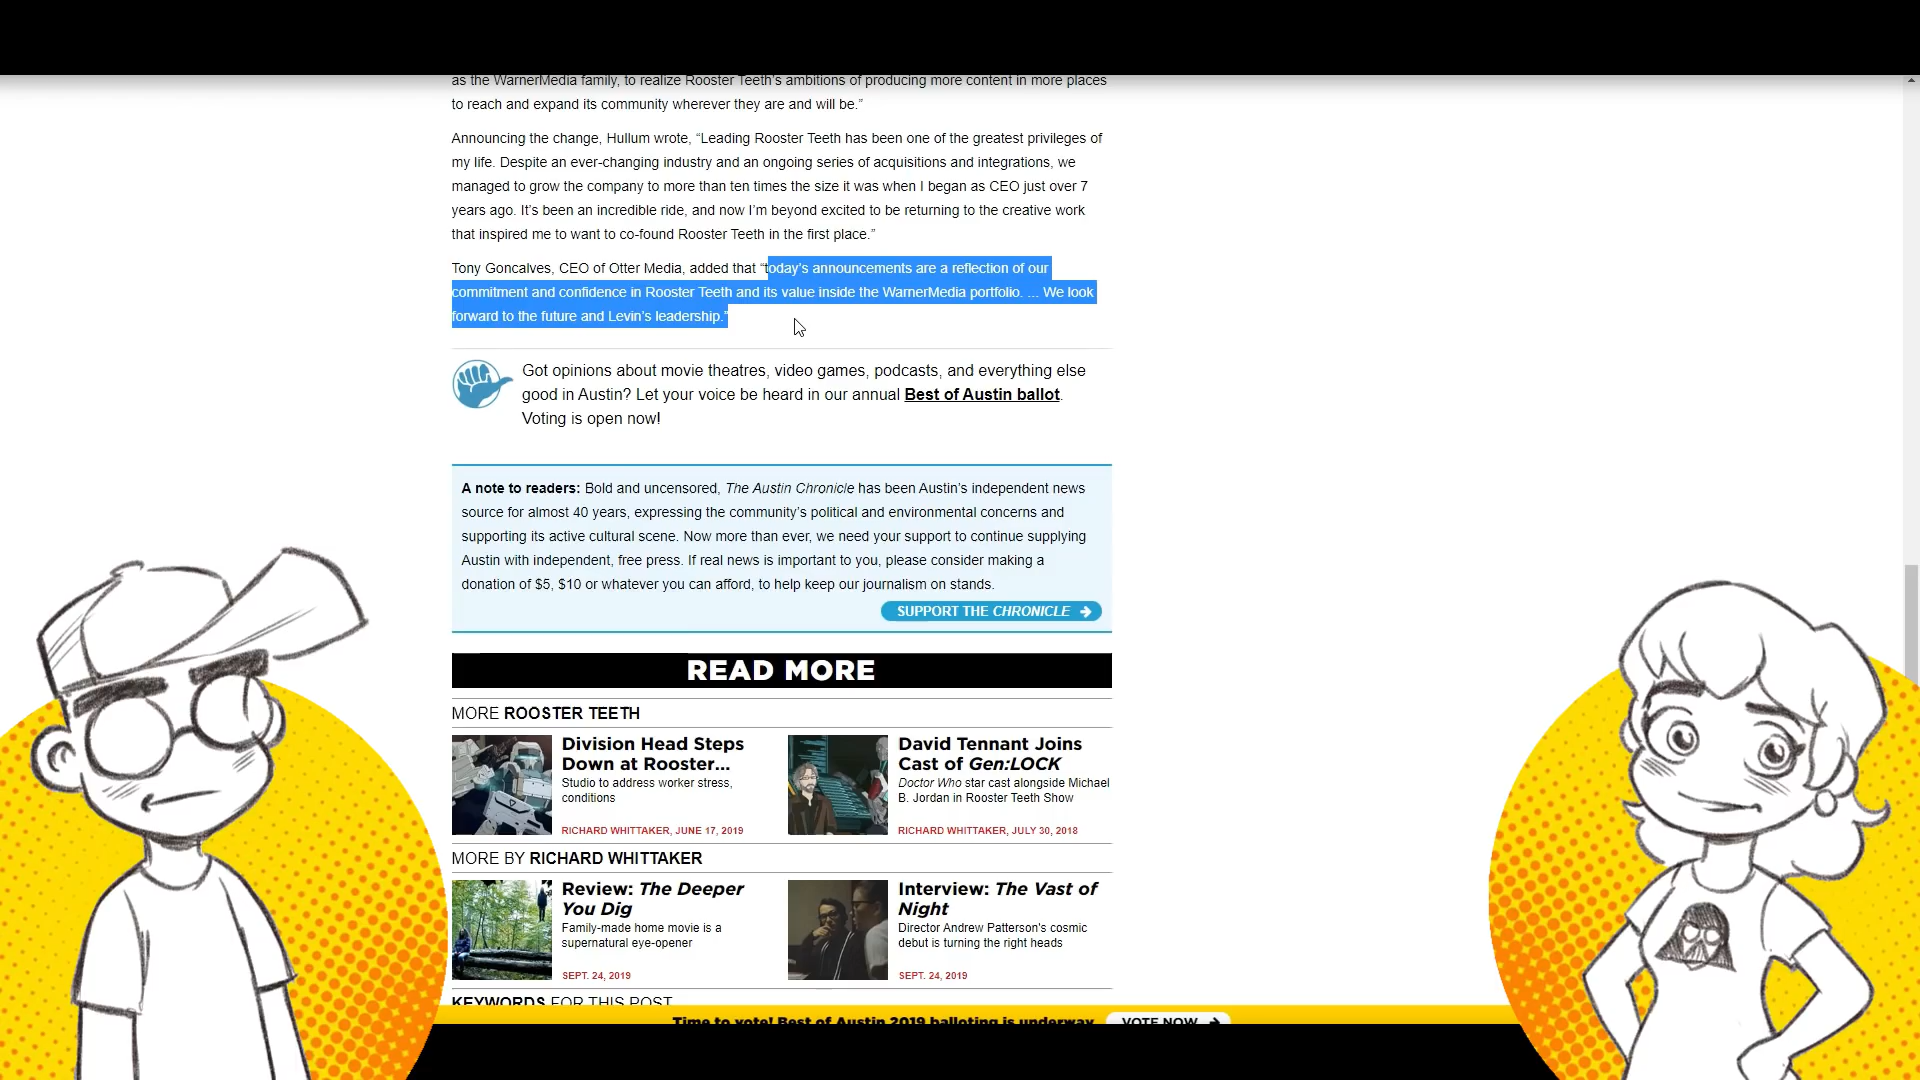 as the WarnerMedia family, to realize Rooster Teeth's ambitions of producing more content in more places
to reach and expand its community wherever they are and will be.”
Announcing the change, Hullum wrote, “Leading Rooster Teeth has been one of the greatest privileges of
my life. Despite an ever-changing industry and an ongoing series of acquisitions and integrations, we
managed to grow the company to more than ten times the size it was when I began as CEO just over 7
years ago. It’s been an incredible ride, and now I’m beyond excited to be returning to the creative work
that inspired me to want to co-found Rooster Teeth in the first place.”
Tony Goncalves, CEO of Otter Media, added that “today’s announcements are a reflection of our
commitment and confidence in Rooster Teeth and its value inside the WarnerMedia portfolio. ... We look
forward to the future and Levin’s leadership.”
Got opinions about movie theatres, video games, podcasts, and everything else
good in Austin? Let your voice be heard in our annual Best of Austin ballot.
Voting is open now!
A note to readers: Bold and uncensored, The Austin Chronicle has been Austin’s independent news
source for almost 40 years, expressing the community’s political and environmental concerns and
supporting its active cultural scene. Now more than ever, we need your support to continue supplying
Austin with independent, free press. If real news is important to you, please consider making a
donation of $5, $10 or whatever you can afford, to help keep our journalism on stands.
SUPPORT THE CHRONICLE
READ MORE
MORE ROOSTER TEETH
Division Head Steps
Down at Rooster...
Studio to address worker stress,
conditions
RICHARD WHITTAKER, JUNE 17, 2019
David Tennant Joins
Cast of Gen:LOCK
Doctor Who star cast alongside Michael
B. Jordan in Rooster Teeth Show
RICHARD WHITTAKER, JULY 30, 2018
MORE BY RICHARD WHITTAKER
Review: The Deeper
You Dig
Family-made home movie is a
supernatural eye-opener
SEPT. 24, 2019
Interview: The Vast of
Night
Director Andrew Patterson's cosmic
debut is turning the right heads
SEPT. 24, 2019
KEYWORDS FOR THIS POST
Time to vote! Best of Austin 2019 balloting is underway
VOTE NOW